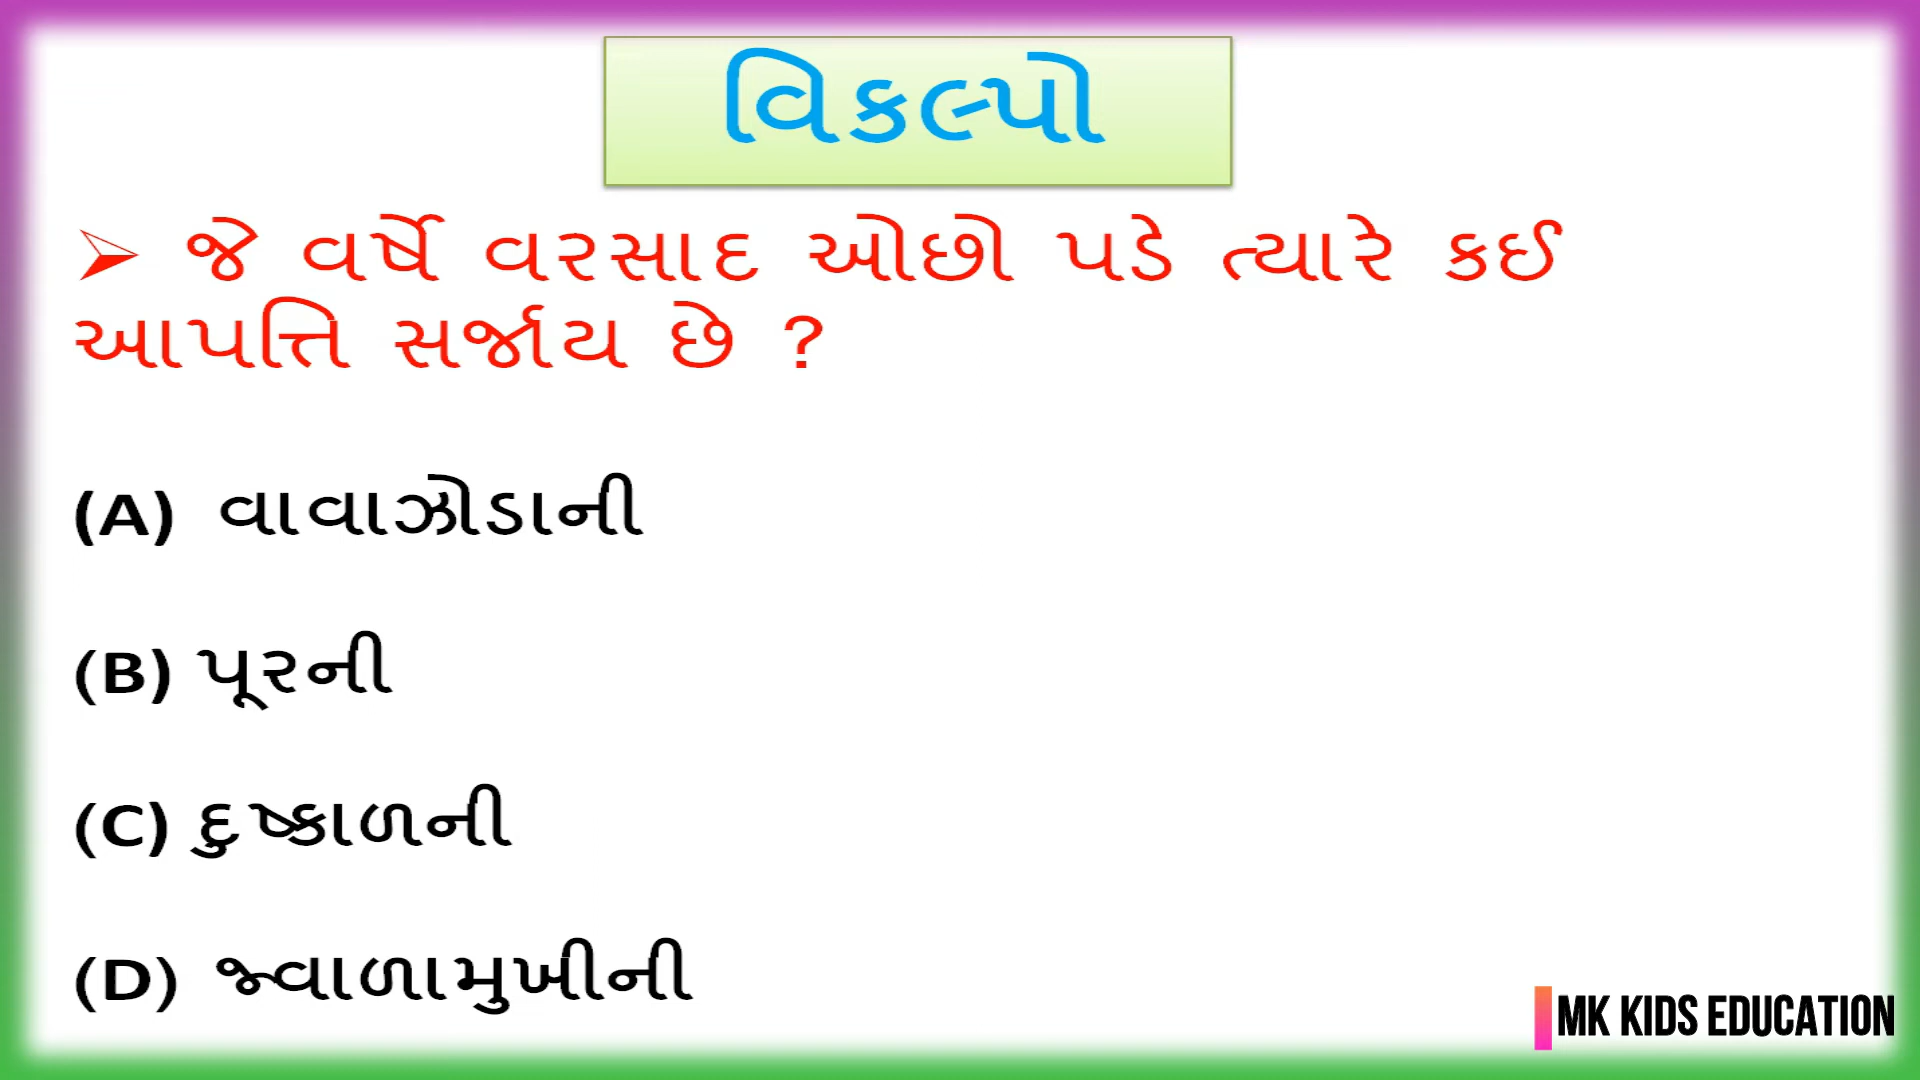 વિકલ્પો
➢ જે વર્ષે વરસાદ ઓછો પડે ત્યારે કઈ
આપત્તિ સર્જાય છે ?
(A) વાવાઝોડાની
(B) પૂરની
(C) દુષ્કાળની
(D) જ્વાળામુખીની
MK KIDS EDUCATION